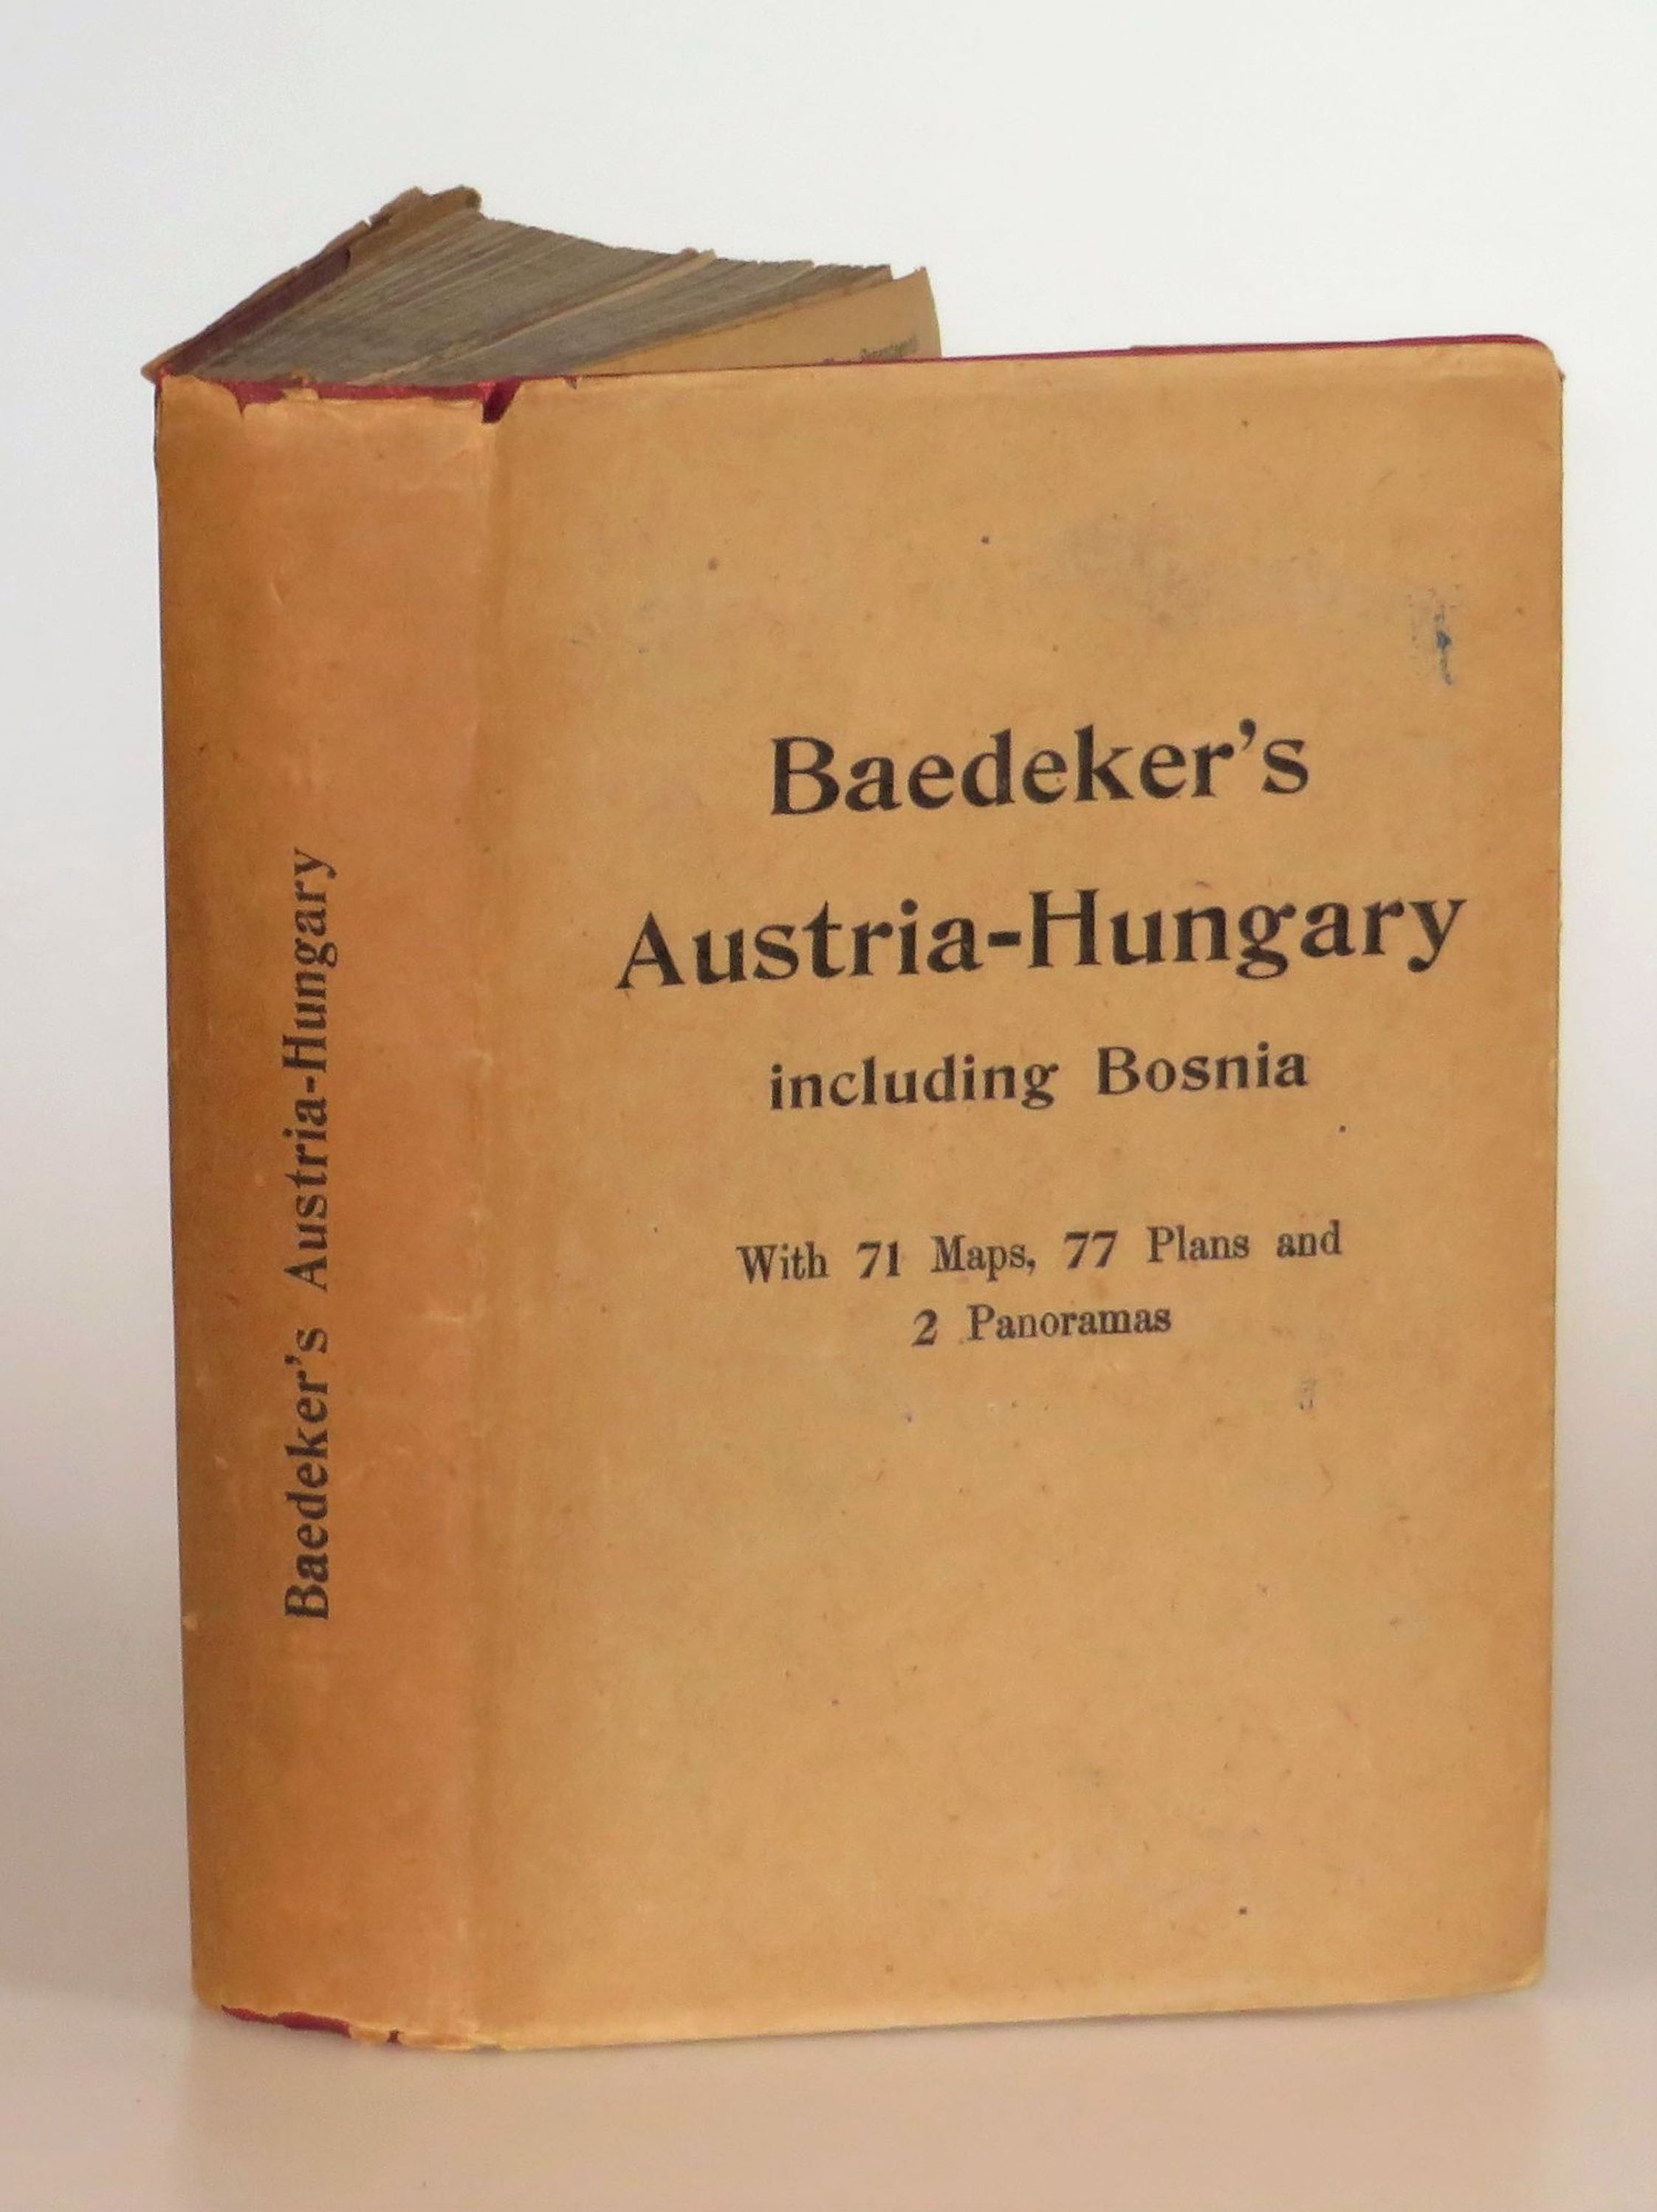 Baedeker's Austria-Hungary
Baedeker's
Austria-Hungary
including Bosnia
With 71 Maps, 77 Plans and
2 Panoramas